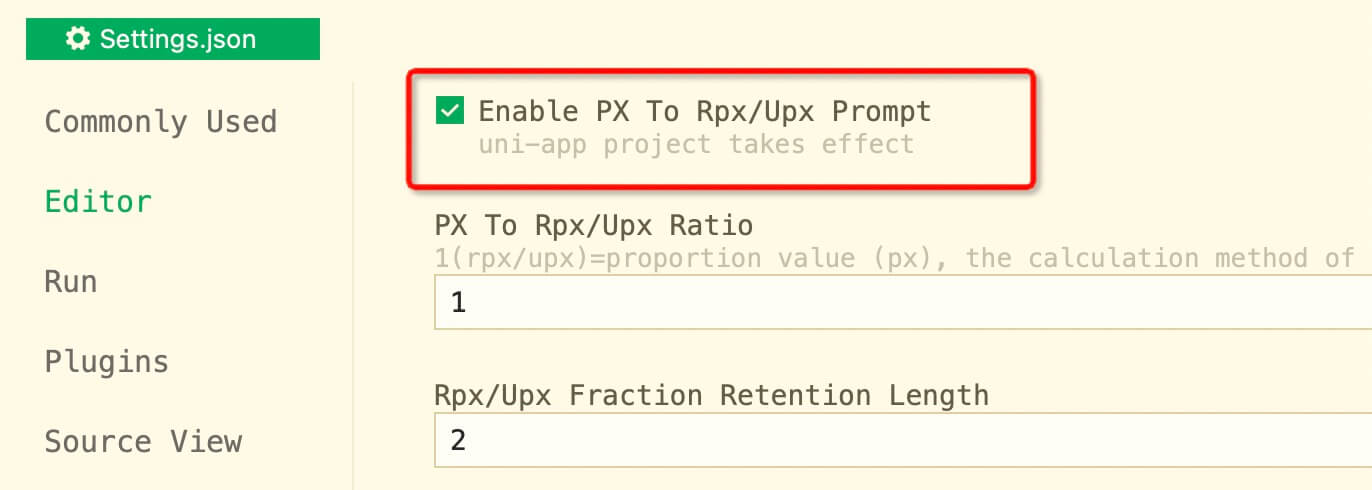 Settings.json
Commonly Used
Editor
Run
Plugins
Source View
Enable PX To Rpx/Upx Prompt
uni-app project takes effect
PX To Rpx/Upx Ratio
1(rpx/upx)=proportion value (px), the calculation method of
1
Rpx/Upx Fraction Retention Length
2